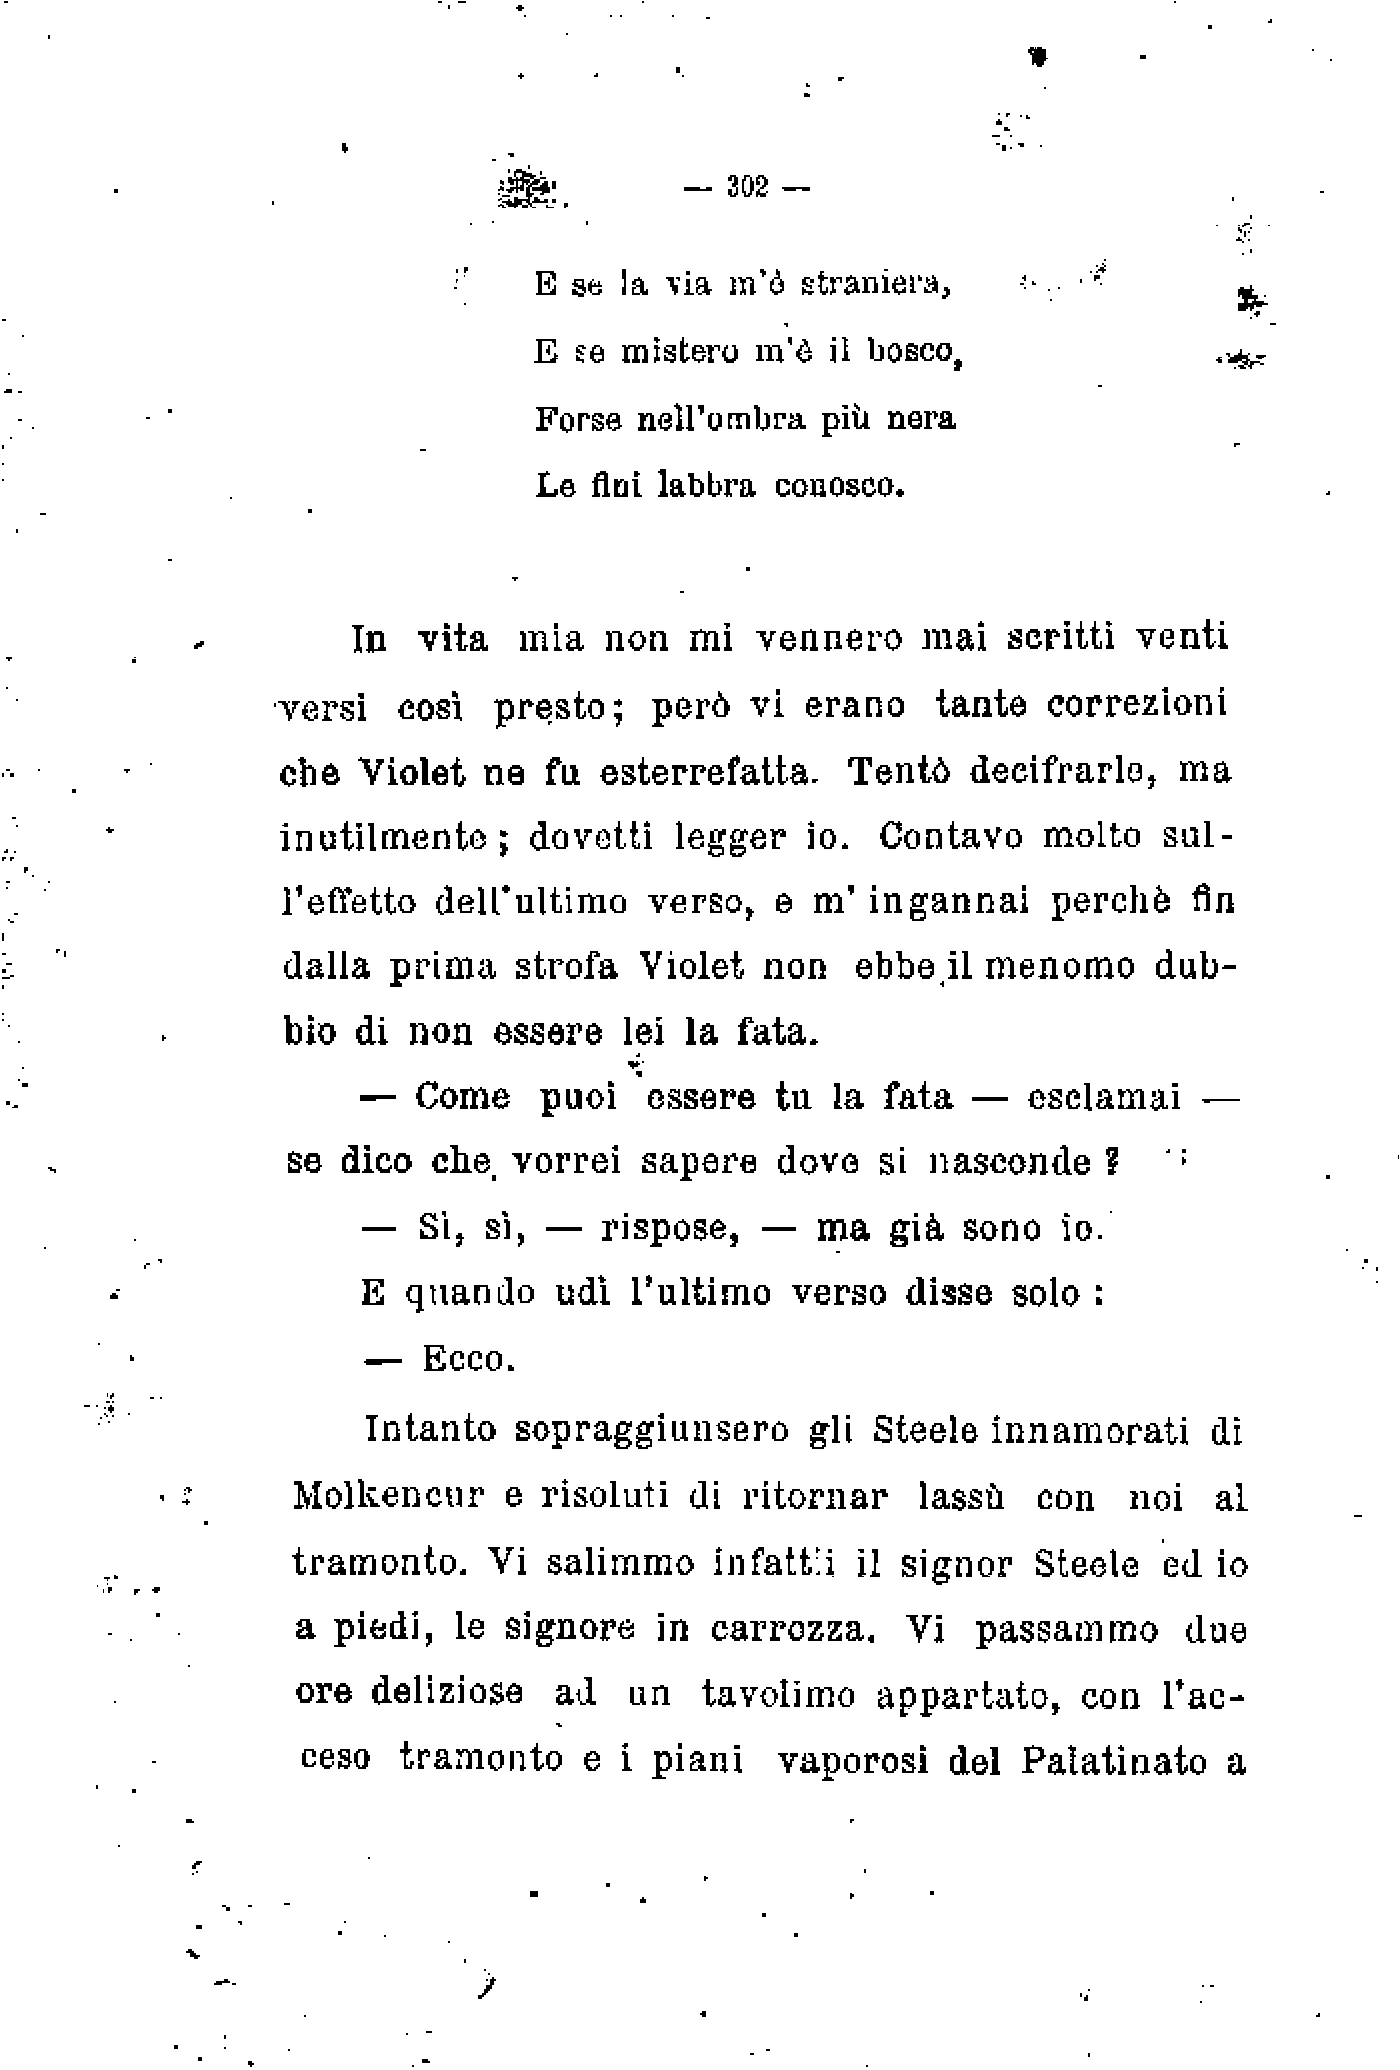 — 302 —
E se la via m'è straniera,
E se mistero m'è il bosco,
Forse nell'ombra più nera
Le fini labbra conosco.
In vita mia non mi vennero mai scritti venti
versi così presto; però vi erano tante correzioni
che Violet ne fu esterrefatta. Tentò decifrarle, ma
inutilmente; dovetti legger io. Contavo molto sul-
l'effetto dell'ultimo verso, e m'ingannai perchè fin
dalla prima strofa Violet non ebbe il menomo dub-
bio di non essere lei la fata.
— Come puoi essere tu la fata — esclamai —
se dico che vorrei sapere dove si nasconde?
— Sì, sì, — rispose, — ma già sono io.
E quando udì l'ultimo verso disse solo:
— Ecco.
Intanto sopraggiunsero gli Steele innamorati di
Molkencur e risoluti di ritornar lassù con noi al
tramonto. Vi salimmo infatti il signor Steele ed io
a piedi, le signore in carrozza. Vi passammo due
ore deliziose ad un tavolimo appartato, con l'ac-
ceso tramonto e i piani vaporosi del Palatinato a